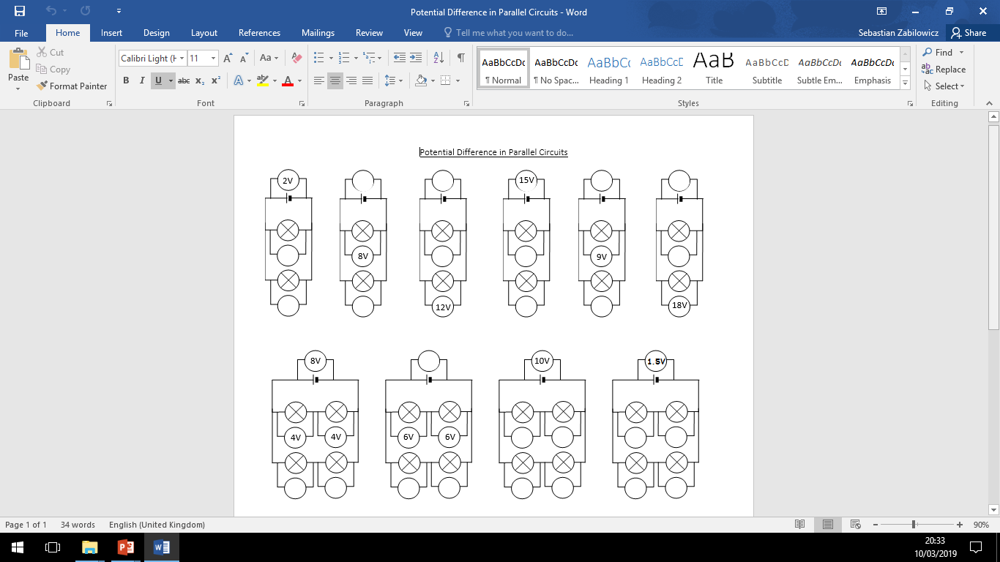 Potential Difference in Parallel Circuits - Word
File Home Insert Design Layout References Mailings Review View Tell me what you want to do... Sebastian Zabilowicz Share
Paste
Cut
Copy
Format Painter
Clipboard
Calibri Light (H 11
Font
Paragraph
AaBbCcDc AaBbCcDc AaBbCc AaBbCcD AaB AaBbCcD AaBbCcDc AaBbCcDc
¶ Normal ¶ No Spac... Heading 1 Heading 2 Title Subtitle Subtle Em... Emphasis
Styles
Find
Replace
Select
Editing
Potential Difference in Parallel Circuits
2V 15V
8V 9V
12V 18V
8V 10V 1.5V
4V 4V 6V 6V
Page 1 of 1 34 words English (United Kingdom) 90%
20:33
10/03/2019